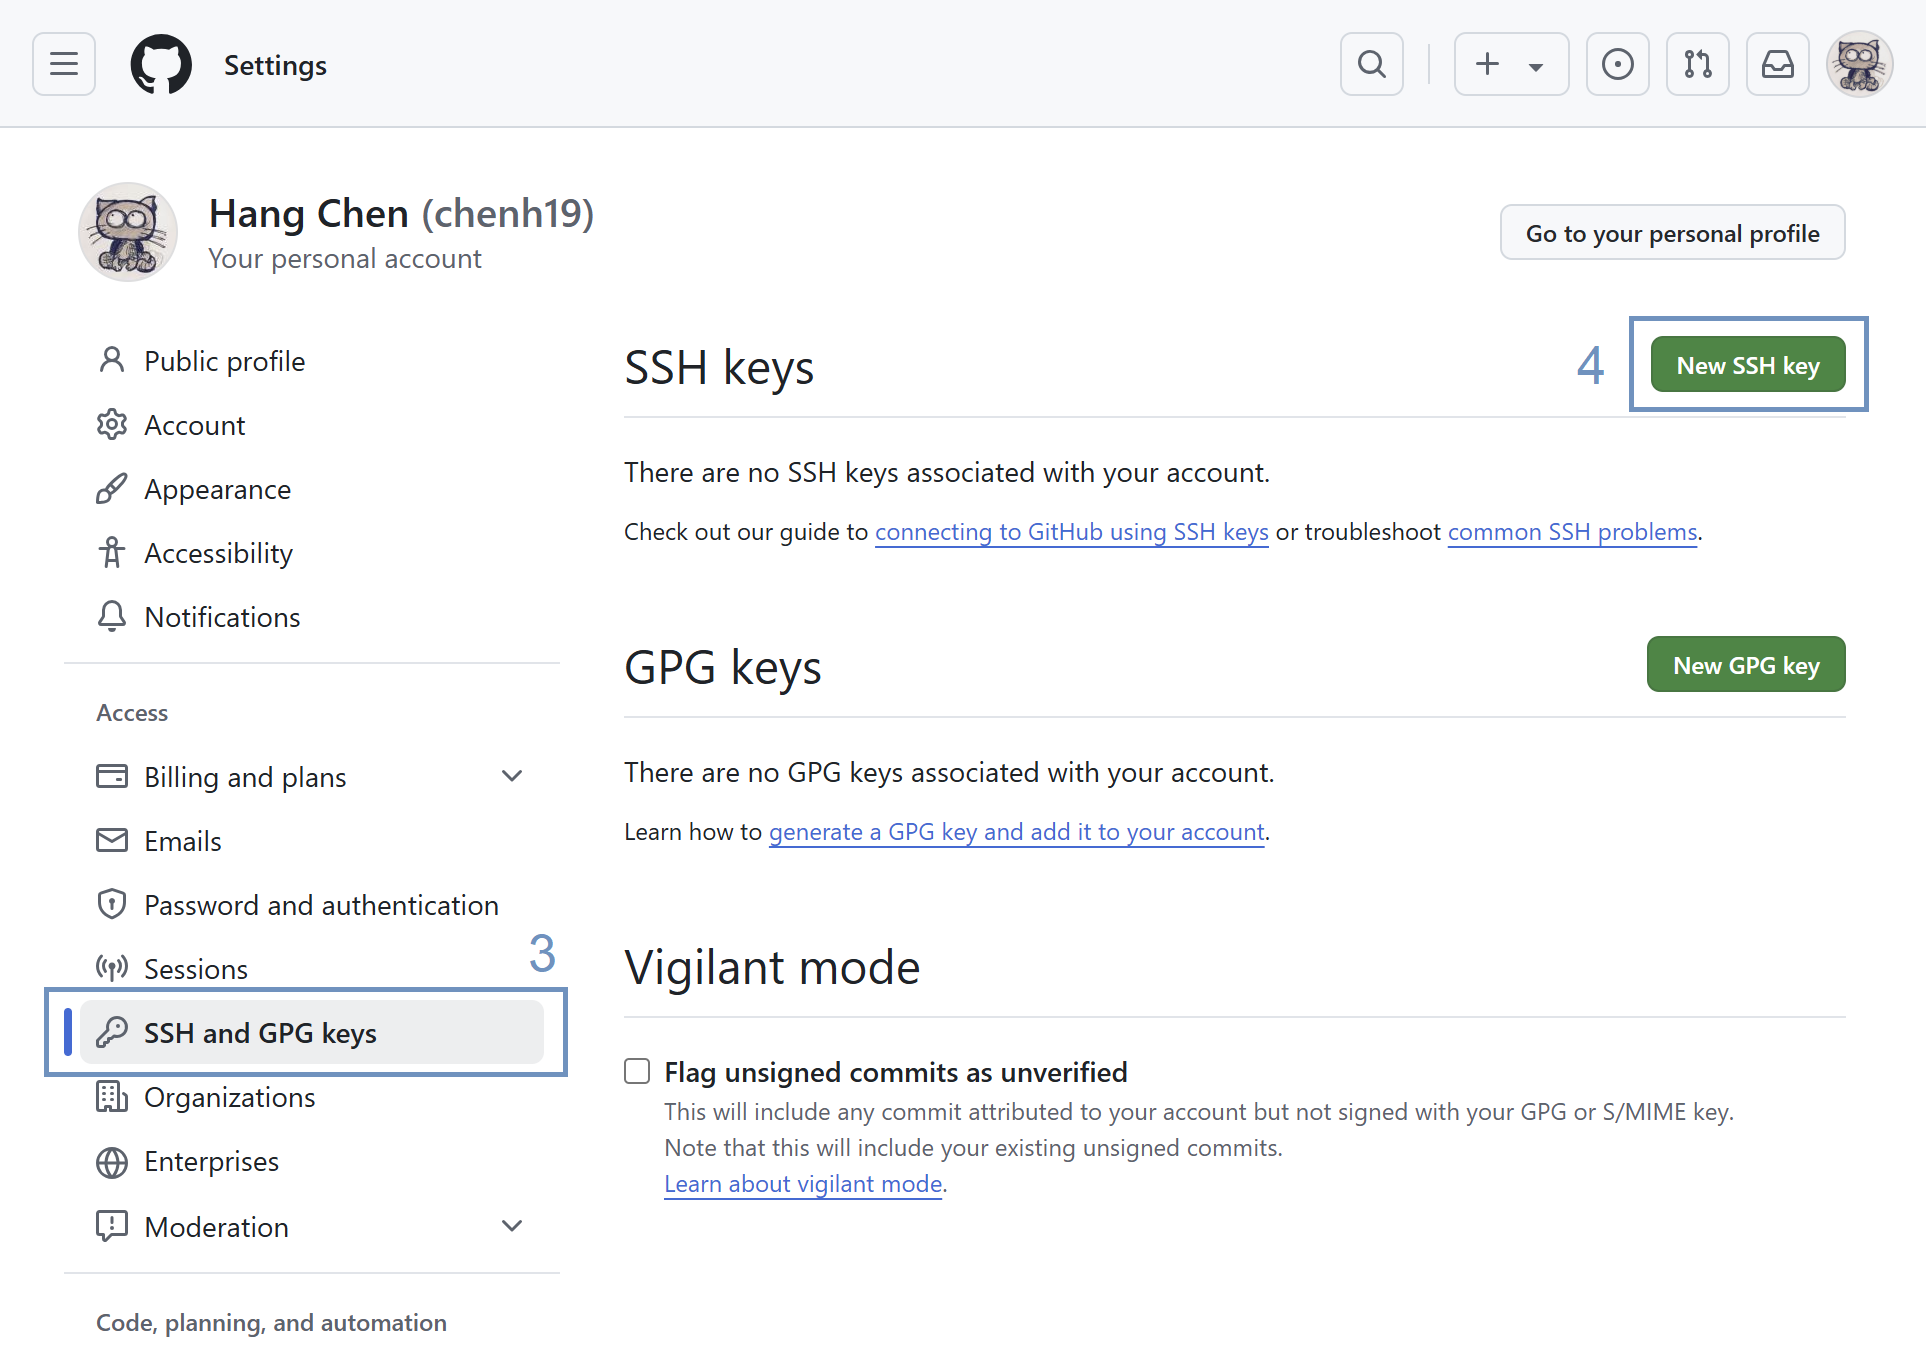 Settings
Hang Chen (chenh19)
Your personal account
Go to your personal profile
Public profile
Account
Appearance
Accessibility
Notifications
Access
Billing and plans
Emails
Password and authentication
Sessions
3
SSH and GPG keys
Organizations
Enterprises
Moderation
Code, planning, and automation
SSH keys
4
New SSH key
There are no SSH keys associated with your account.
Check out our guide to connecting to GitHub using SSH keys or troubleshoot common SSH problems.
GPG keys
New GPG key
There are no GPG keys associated with your account.
Learn how to generate a GPG key and add it to your account.
Vigilant mode
Flag unsigned commits as unverified
This will include any commit attributed to your account but not signed with your GPG or S/MIME key.
Note that this will include your existing unsigned commits.
Learn about vigilant mode.